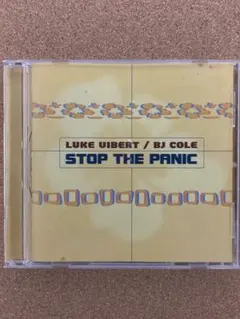 LUKE VIBERT / BJ COLE
STOP THE PANIC